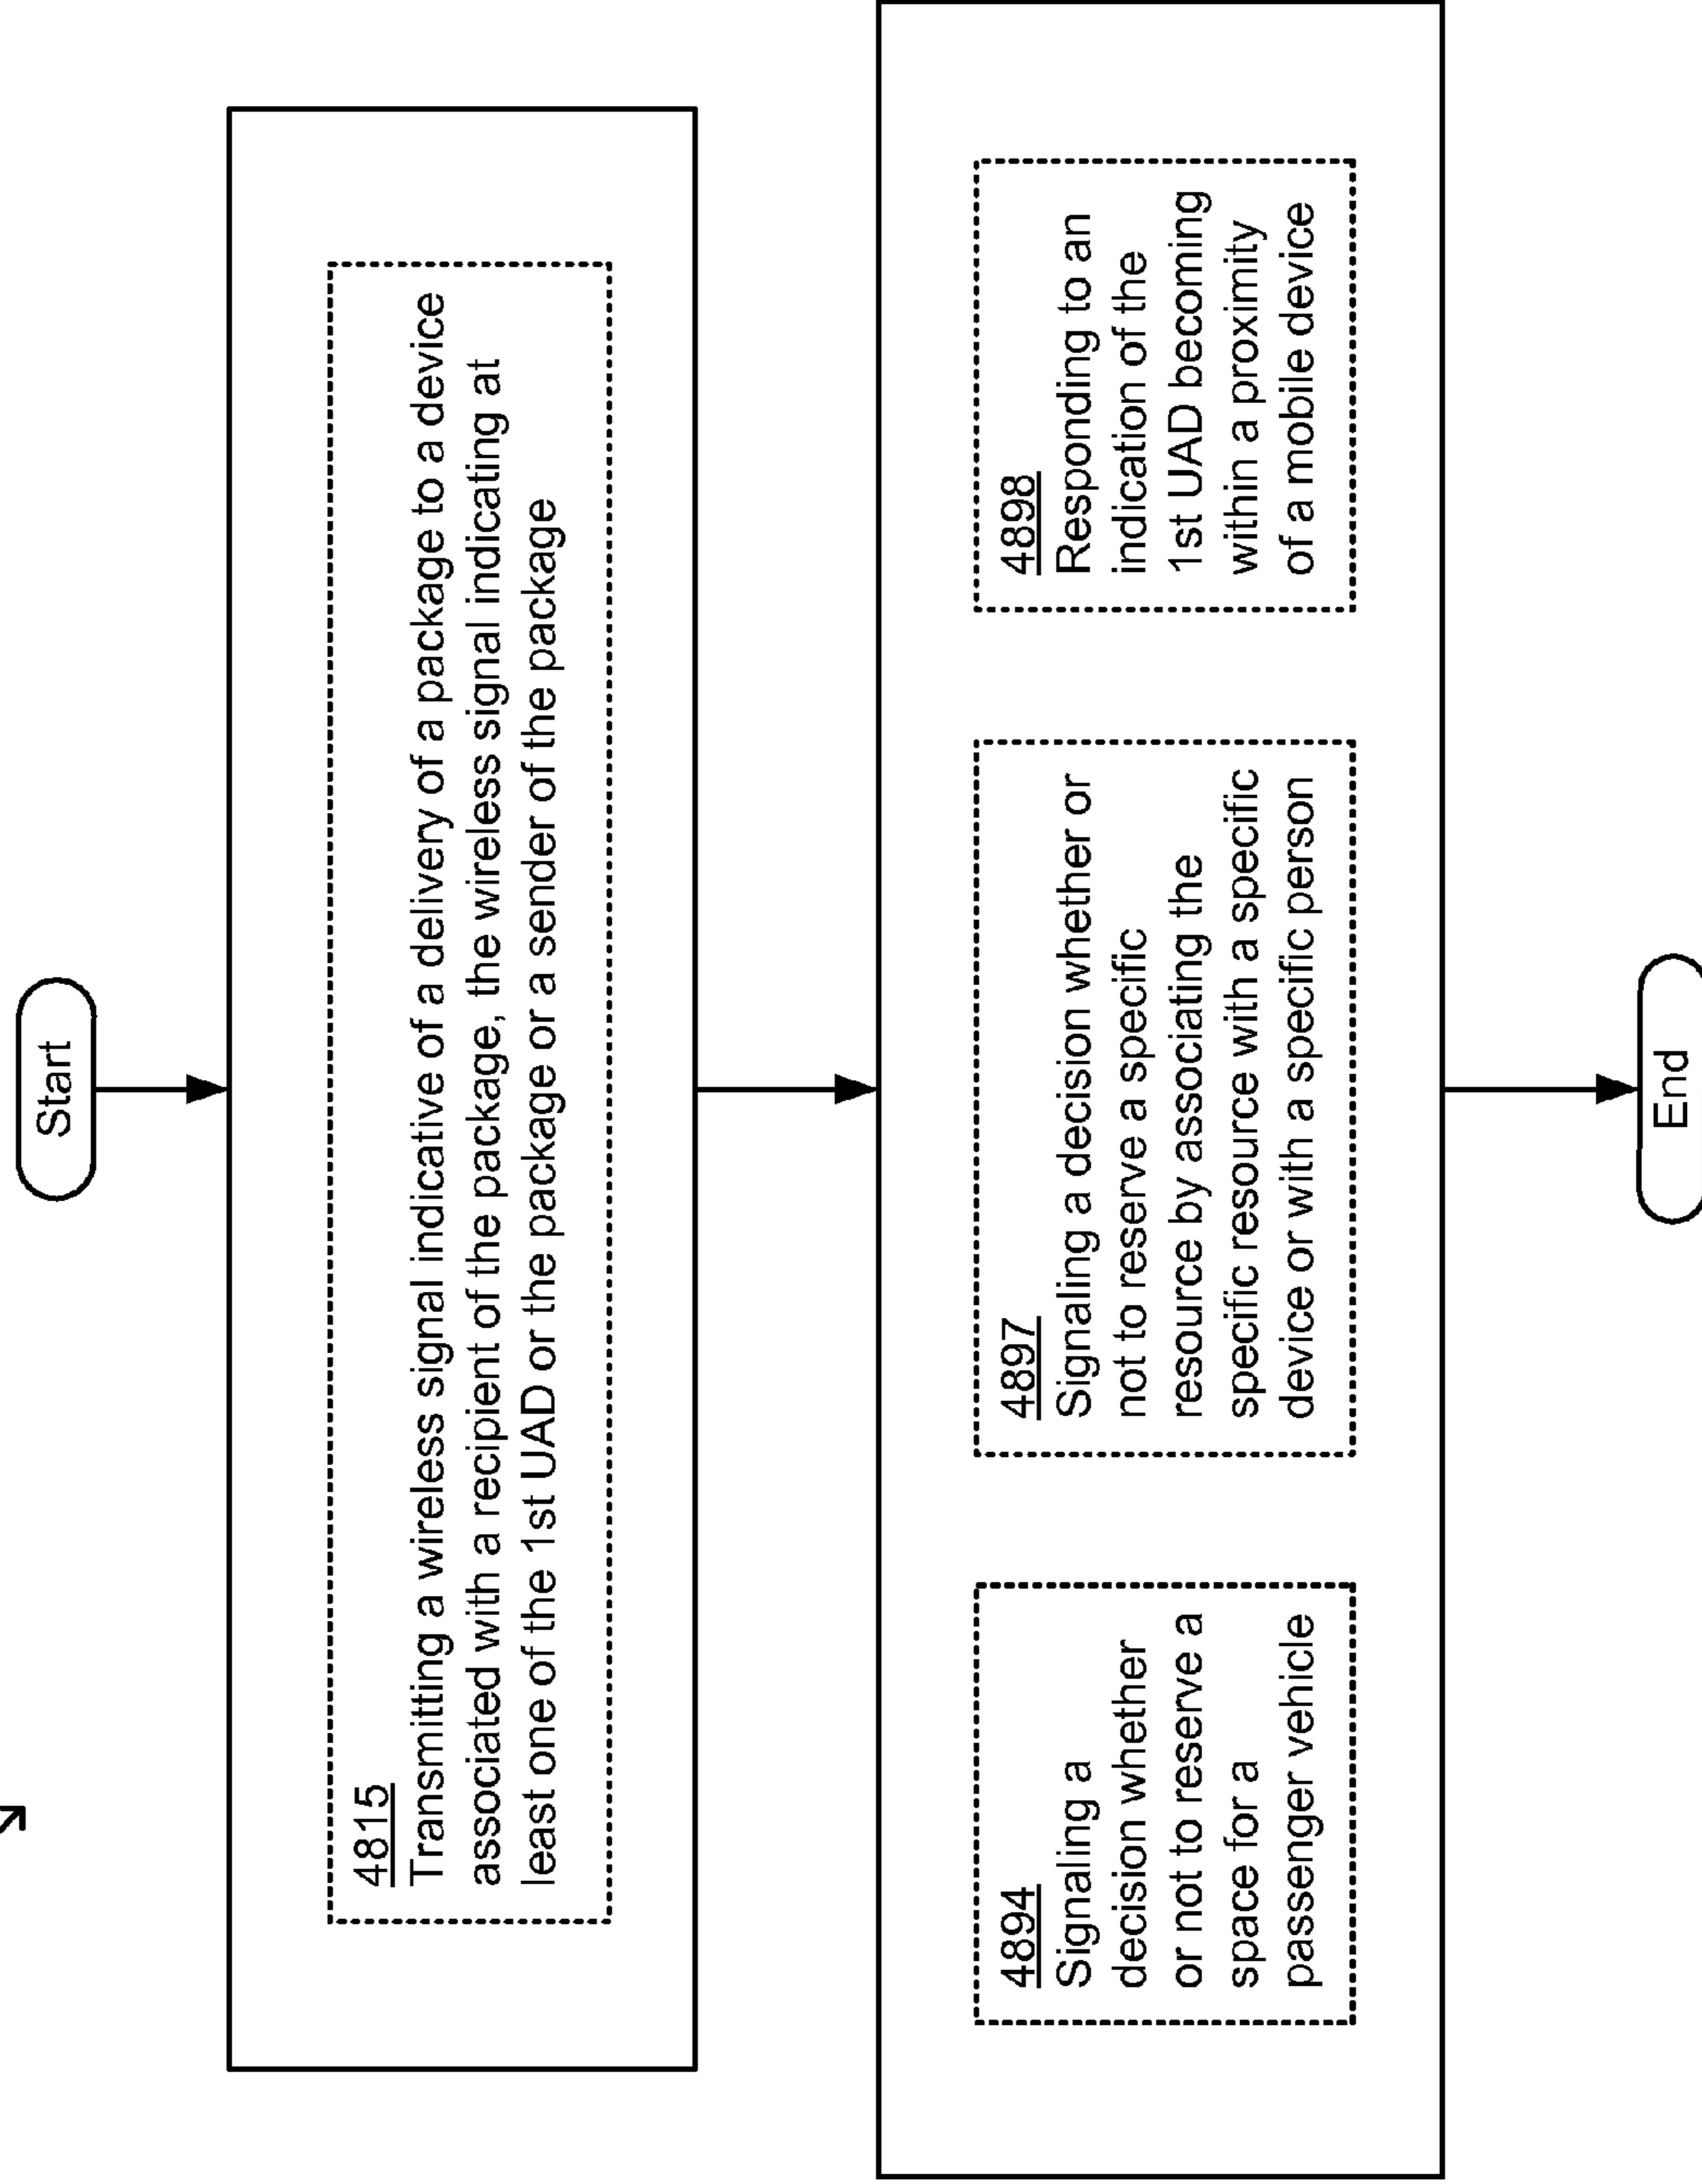 Start
4815
Transmitting a wireless signal indicative of a delivery of a package to a device
associated with a recipient of the package, the wireless signal indicating at
least one of the 1st UAD or the package or a sender of the package
4894
Signaling a
decision whether
or not to reserve a
space for a
passenger vehicle
4897
Signaling a decision whether or
not to reserve a specific
resource by associating the
specific resource with a specific
device or with a specific person
4898
Responding to an
indication of the
1st UAD becoming
within a proximity
of a mobile device
End